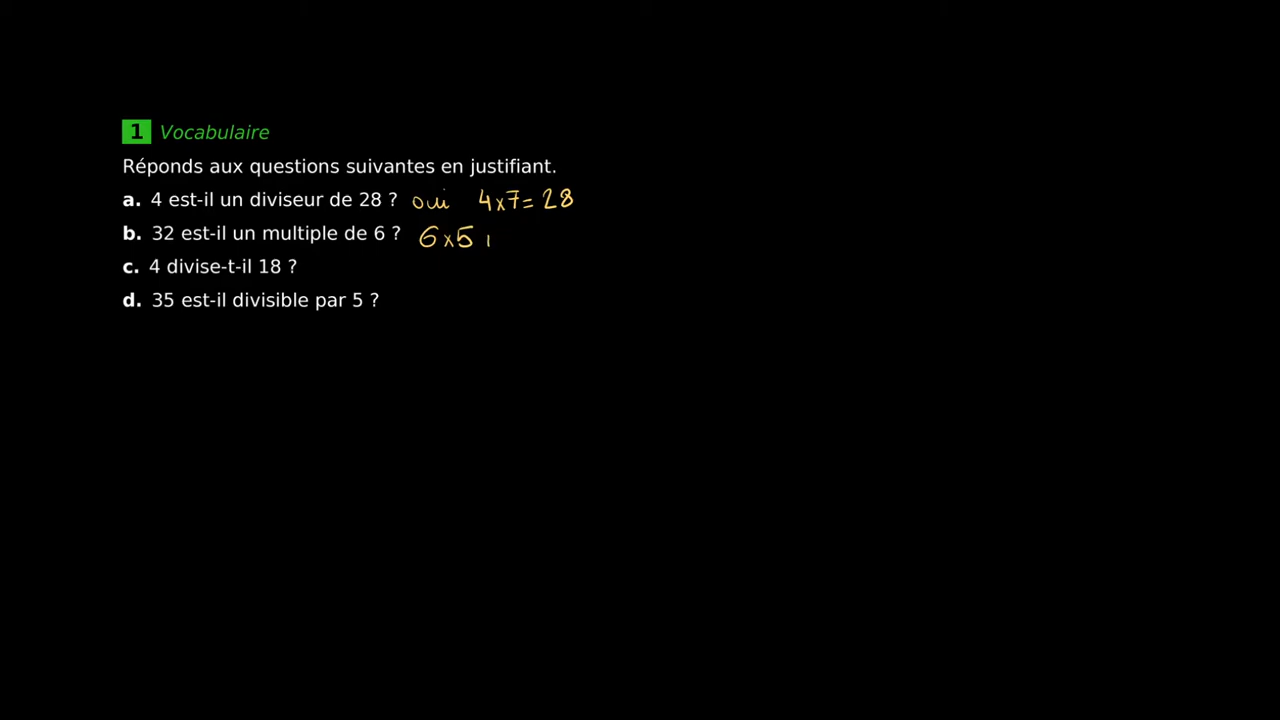 1 Vocabulaire
Réponds aux questions suivantes en justifiant.
a. 4 est-il un diviseur de 28 ? oui 4x7=28
b. 32 est-il un multiple de 6 ? 6x5
c. 4 divise-t-il 18 ?
d. 35 est-il divisible par 5 ?